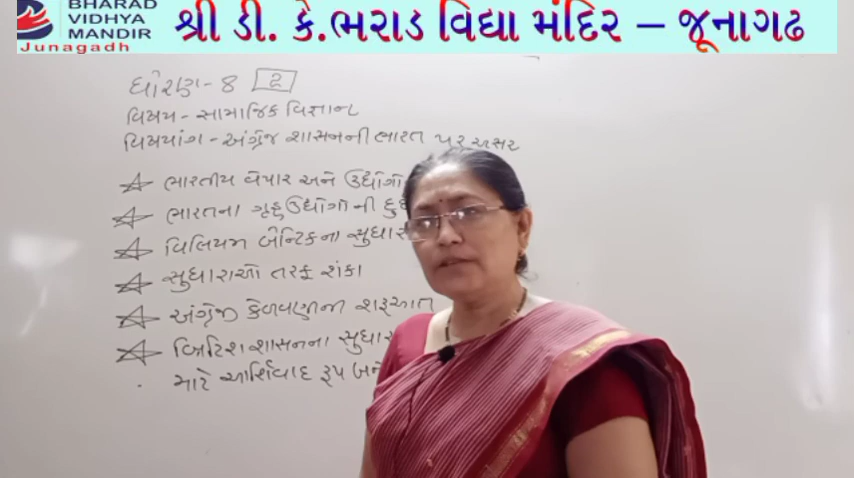 BHARAD
VIDHYA
MANDIR
Junagadh
શ્રી ડી. કે.ભરાડ વિદ્યા મંદિર – જૂનાગઢ
ધોરણ-8 2
વિષય - સામાજિક વિજ્ઞાન
વિષયાંગ - અંગ્રેજ શાસનની ભારત પર અસર
ભારતીય વેપાર અને ઉદ્યોગો
ભારતના ગૃહઉદ્યોગોની
વિલિયમ બેન્ટિકના
સુધારાઓ તરફ શંકા
અંગ્રેજી કેળવણીની શરૂઆત
બ્રિટિશ શાસનના
માટે આર્શિવાદ રૂપ